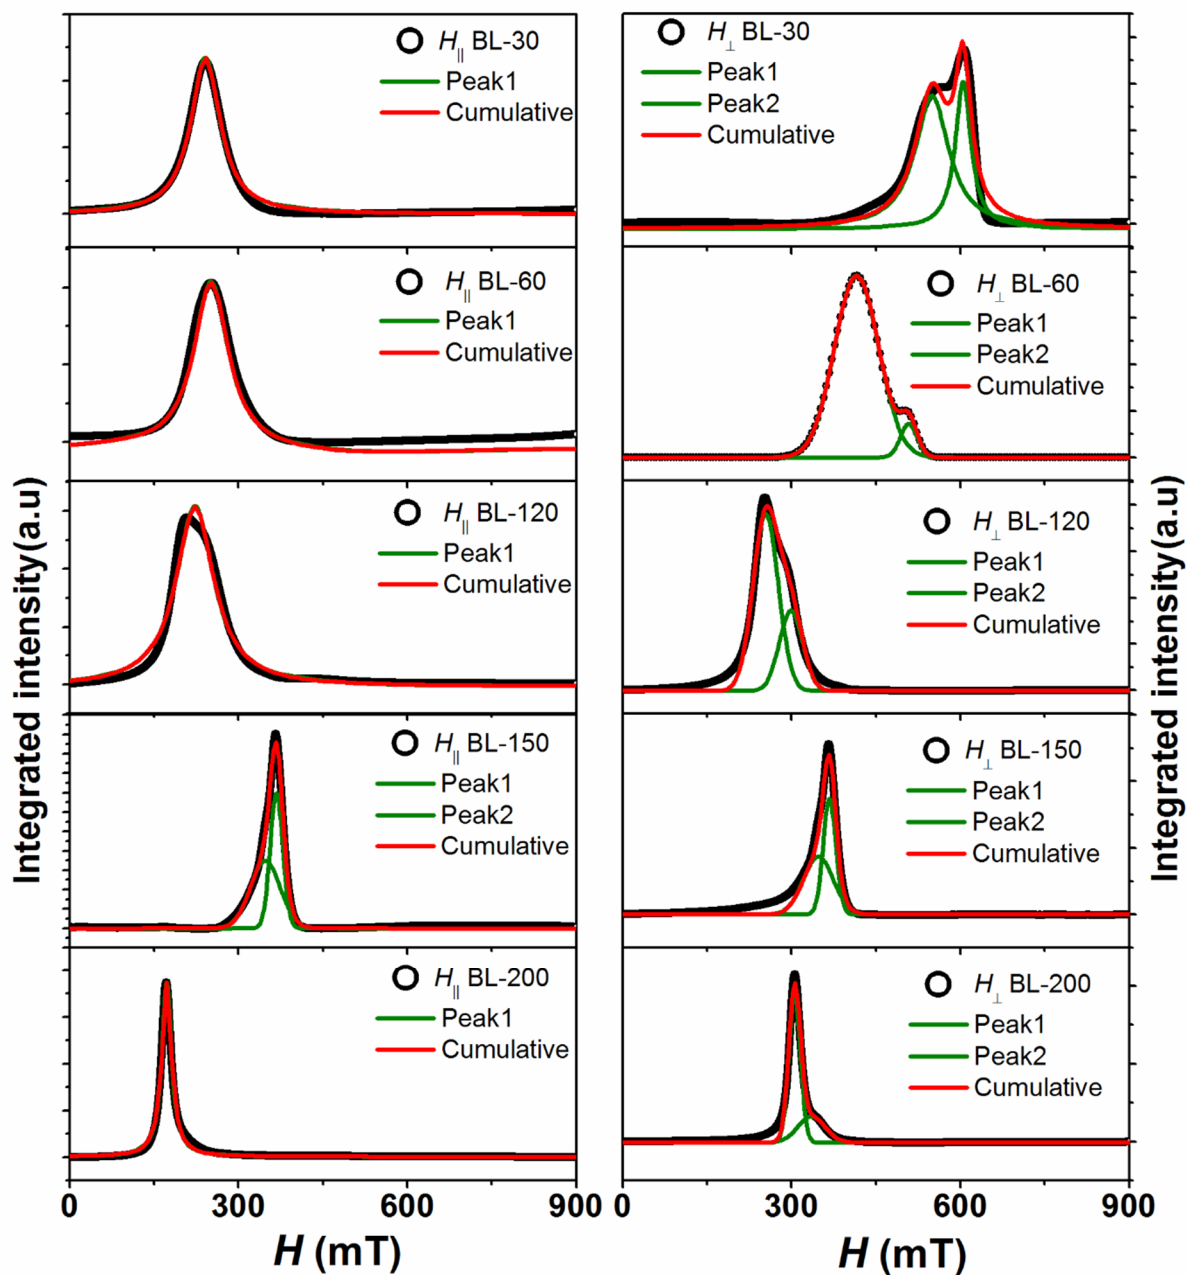 H∥ BL-30
Peak1
Cumulative
H⊥ BL-30
Peak1
Peak2
Cumulative
H∥ BL-60
Peak1
Cumulative
H⊥ BL-60
Peak1
Peak2
Cumulative
H∥ BL-120
Peak1
Cumulative
H⊥ BL-120
Peak1
Peak2
Cumulative
H∥ BL-150
Peak1
Peak2
Cumulative
H⊥ BL-150
Peak1
Peak2
Cumulative
H∥ BL-200
Peak1
Cumulative
H⊥ BL-200
Peak1
Peak2
Cumulative
Integrated intensity(a.u)
Integrated intensity(a.u)
0 300 600 900
0 300 600 900
H (mT)
H (mT)